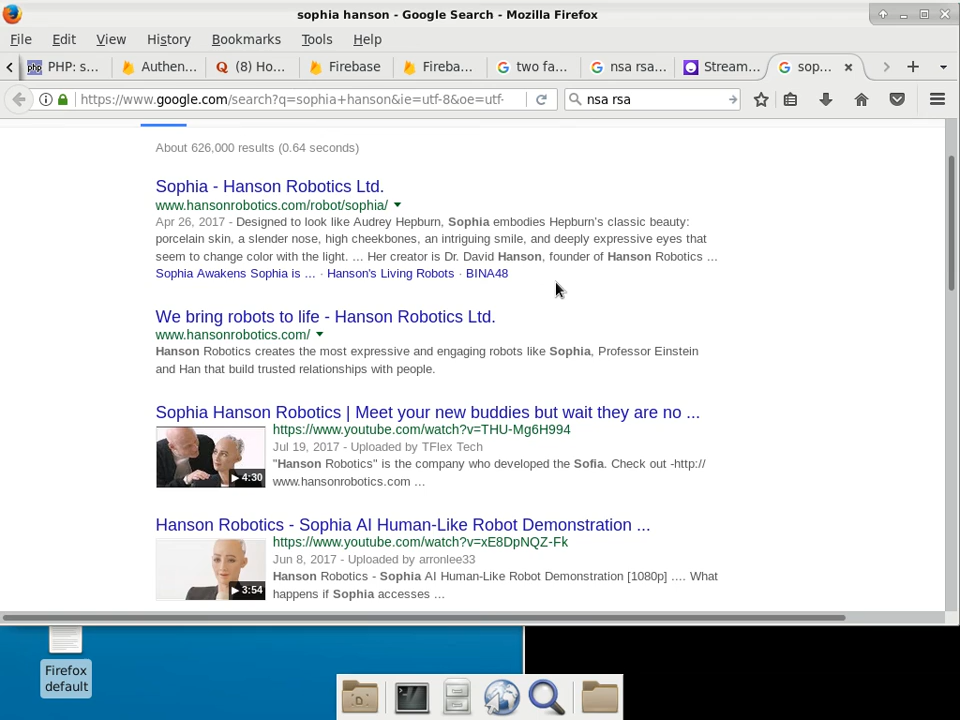 sophia hanson - Google Search - Mozilla Firefox
File Edit View History Bookmarks Tools Help
php PHP: s... Authen... Q (8) Ho... Firebase Fireba... G two fa... G nsa rsa... Stream... G sop...
https://www.google.com/search?q=sophia+hanson&ie=utf-8&oe=utf- nsa rsa
About 626,000 results (0.64 seconds)
Sophia - Hanson Robotics Ltd.
www.hansonrobotics.com/robot/sophia/
Apr 26, 2017 - Designed to look like Audrey Hepburn, Sophia embodies Hepburn's classic beauty:
porcelain skin, a slender nose, high cheekbones, an intriguing smile, and deeply expressive eyes that
seem to change color with the light. ... Her creator is Dr. David Hanson, founder of Hanson Robotics ...
Sophia Awakens Sophia is ... · Hanson's Living Robots · BINA48
We bring robots to life - Hanson Robotics Ltd.
www.hansonrobotics.com/
Hanson Robotics creates the most expressive and engaging robots like Sophia, Professor Einstein
and Han that build trusted relationships with people.
Sophia Hanson Robotics | Meet your new buddies but wait they are no ...
https://www.youtube.com/watch?v=THU-Mg6H994
Jul 19, 2017 - Uploaded by TFlex Tech
"Hanson Robotics" is the company who developed the Sofia. Check out -http://
www.hansonrobotics.com ...
4:30
Hanson Robotics - Sophia AI Human-Like Robot Demonstration ...
https://www.youtube.com/watch?v=xE8DpNQZ-Fk
Jun 8, 2017 - Uploaded by arronlee33
Hanson Robotics - Sophia AI Human-Like Robot Demonstration [1080p] .... What
happens if Sophia accesses ...
3:54
Firefox
default